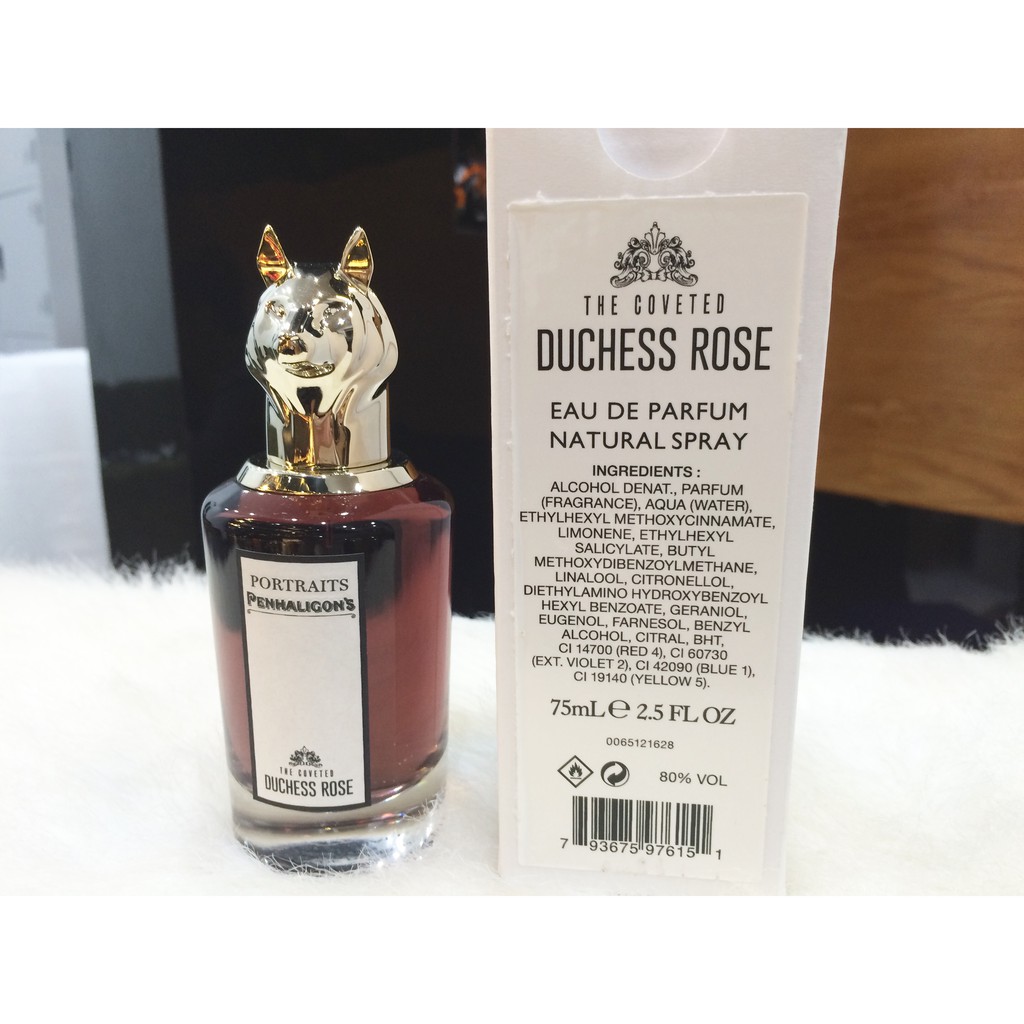 PORTRAITS
PENHALIGON'S
THE COVETED
DUCHESS ROSE
THE COVETED
DUCHESS ROSE
EAU DE PARFUM
NATURAL SPRAY
INGREDIENTS :
ALCOHOL DENAT., PARFUM
(FRAGRANCE), AQUA (WATER),
ETHYLHEXYL METHOXYCINNAMATE,
LIMONENE, ETHYLHEXYL
SALICYLATE, BUTYL
METHOXYDIBENZOYLMETHANE,
LINALOOL, CITRONELLOL,
DIETHYLAMINO HYDROXYBENZOYL
HEXYL BENZOATE, GERANIOL,
EUGENOL, FARNESOL, BENZYL
ALCOHOL, CITRAL, BHT,
CI 14700 (RED 4), CI 60730
(EXT. VIOLET 2), CI 42090 (BLUE 1),
CI 19140 (YELLOW 5).
75mL ℮ 2.5 FL OZ
0065121628
80% VOL
7 93675 97615 1